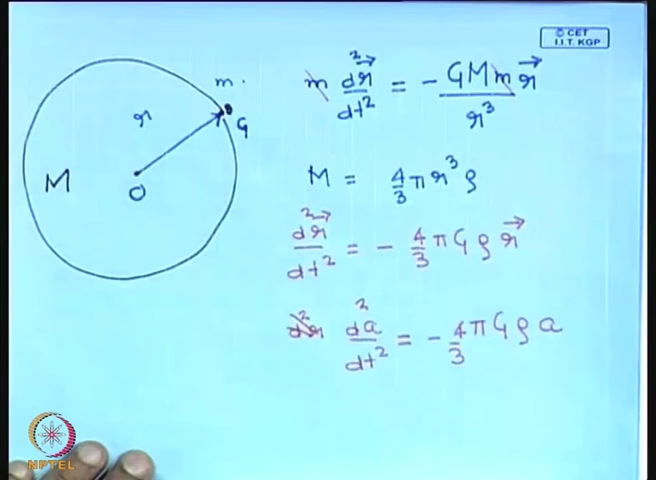 © CET
I.I.T. KGP
m
r
G
M
O
m d²r⃗/dt² = - GMm r⃗/r³
M = 4/3 π r³ ρ
d²r⃗/dt² = - 4/3 π G ρ r⃗
d²a/dt² = - 4/3 π G ρ a
NPTEL